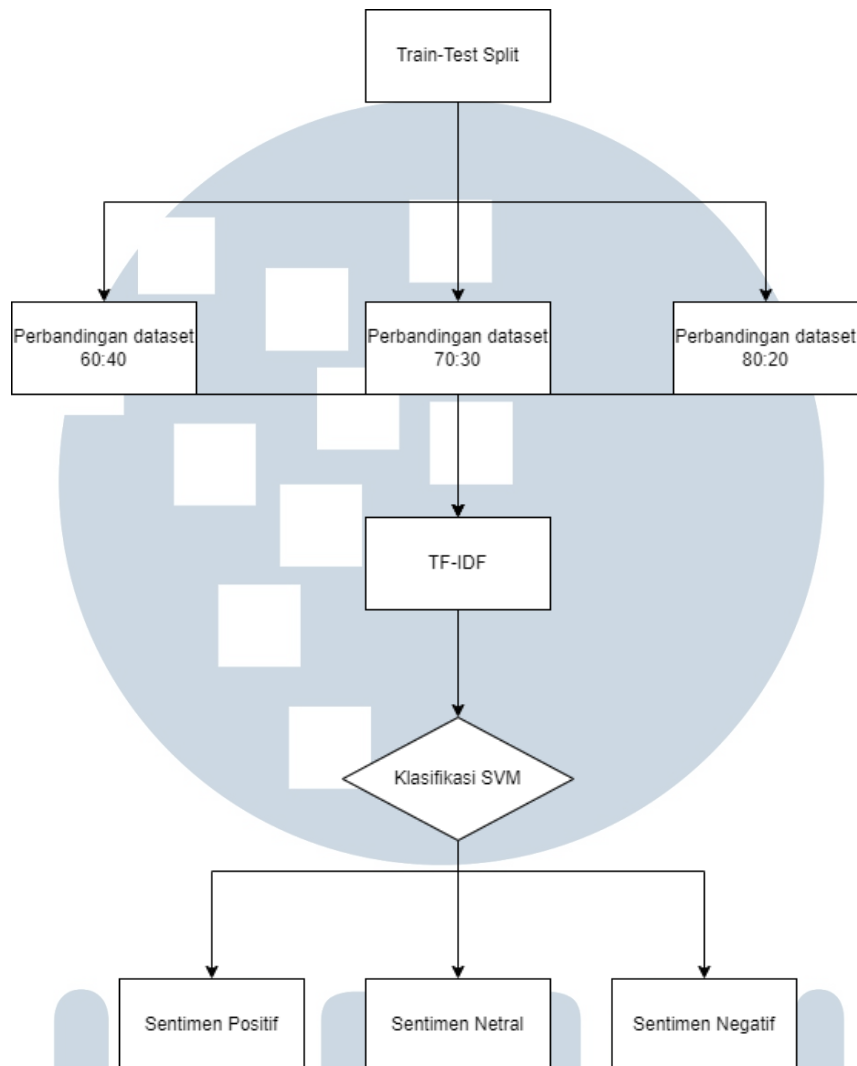 Train-Test Split
Perbandingan dataset
60:40
Perbandingan dataset
70:30
Perbandingan dataset
80:20
TF-IDF
Klasifikasi SVM
Sentimen Positif
Sentimen Netral
Sentimen Negatif